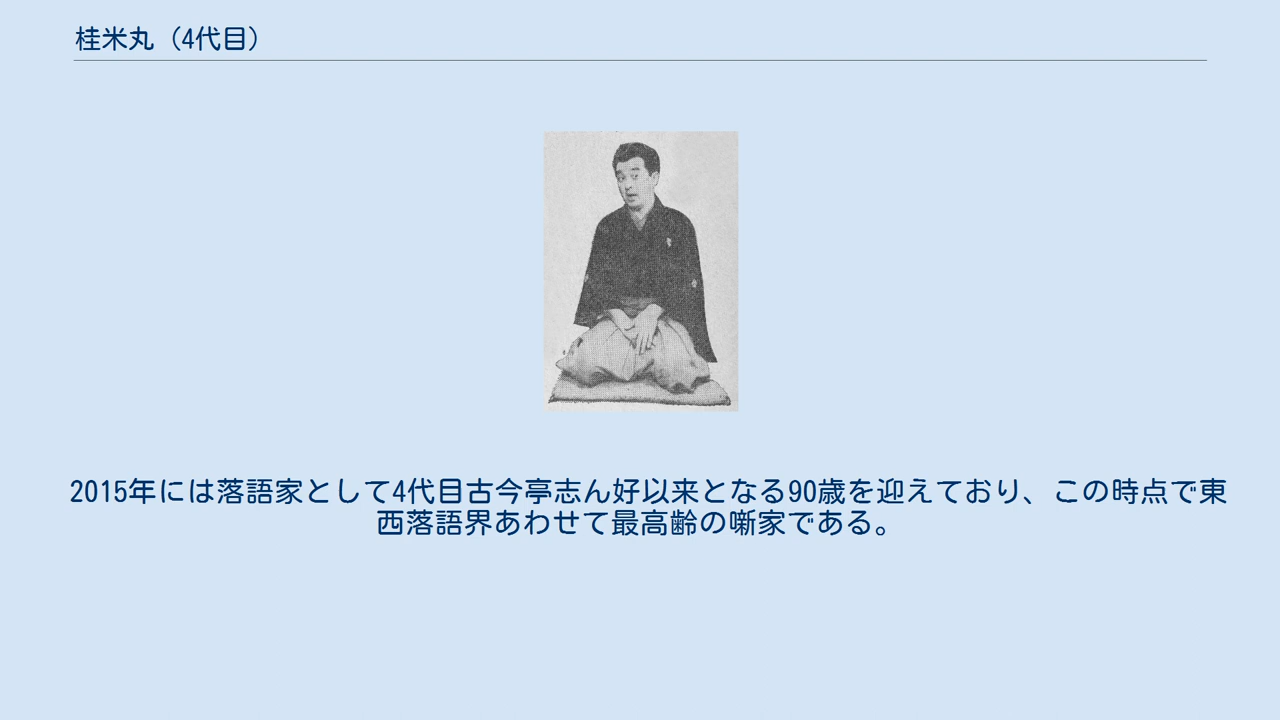 桂米丸（4代目）
2015年には落語家として4代目古今亭志ん好以来となる90歳を迎えており、この時点で東
西落語界あわせて最高齢の噺家である。